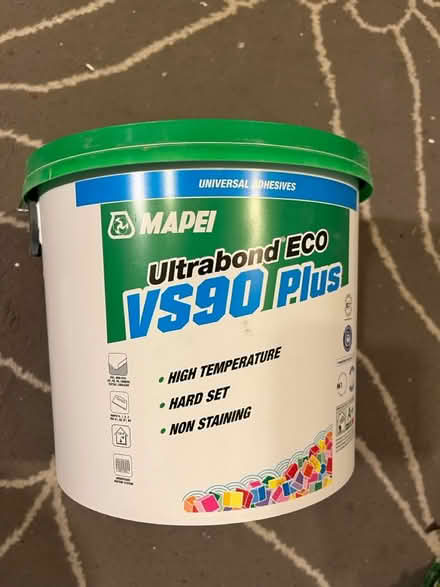 UNIVERSAL ADHESIVES
MAPEI
Ultrabond ECO
VS90 Plus
• HIGH TEMPERATURE
• HARD SET
• NON STAINING